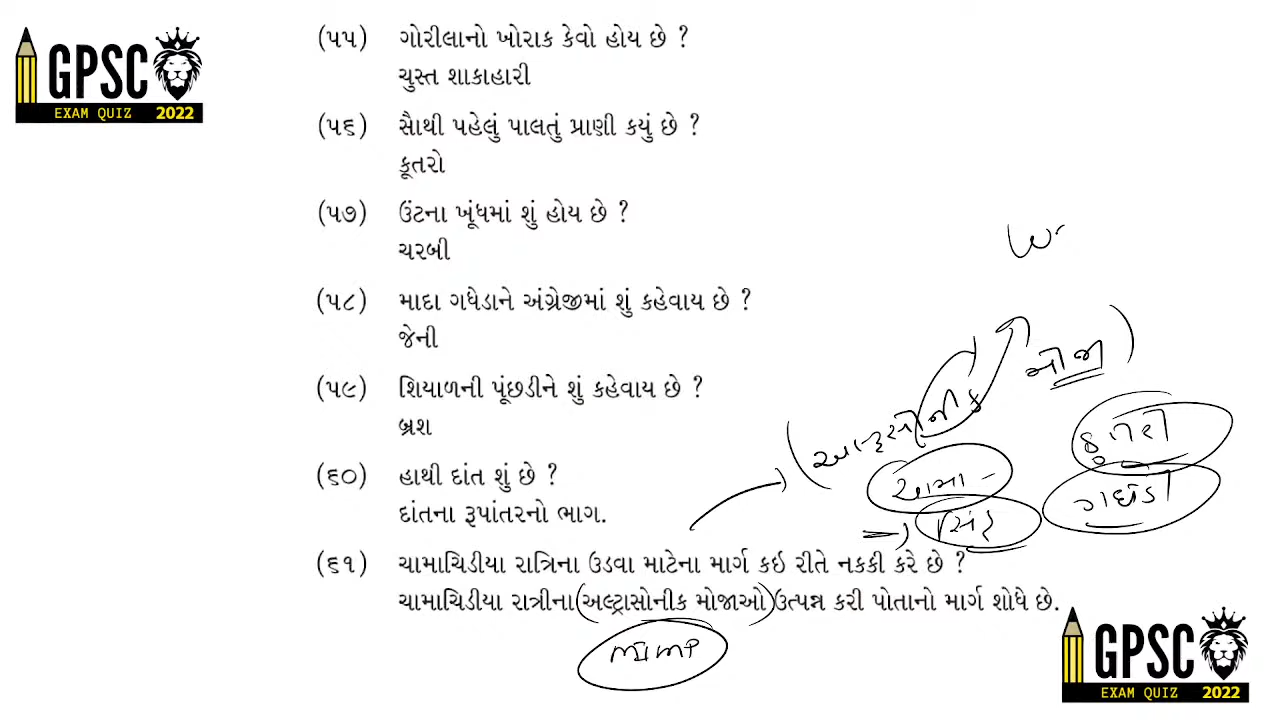 GPSC
EXAM QUIZ 2022
(૫૫) ગોરીલાનો ખોરાક કેવો હોય છે ?
ચુસ્ત શાકાહારી
(૫૬) સૌાથી પહેલું પાલતું પ્રાણી કયું છે ?
કૂતરો
(૫૭) ઉંટના ખૂંધમાં શું હોય છે ?
ચરબી
(૫૮) માદા ગધેડાને અંગ્રેજીમાં શું કહેવાય છે ?
જેની
(૫૯) શિયાળની પૂંછડીને શું કહેવાય છે ?
બ્રશ
મોજા
કુતરો
ગધેડો
સિંહ
(૬૦) હાથી દાંત શું છે ?
દાંતના રૂપાંતરનો ભાગ.
(૬૧) ચામાચિડીયા રાત્રિના ઉડવા માટેના માર્ગ કઇ રીતે નકકી કરે છે ?
ચામાચિડીયા રાત્રીના (અલ્ટ્રાસોનીક મોજાઓ) ઉત્પન્ન કરી પોતાનો માર્ગ શોધે છે.
GPSC
EXAM QUIZ 2022